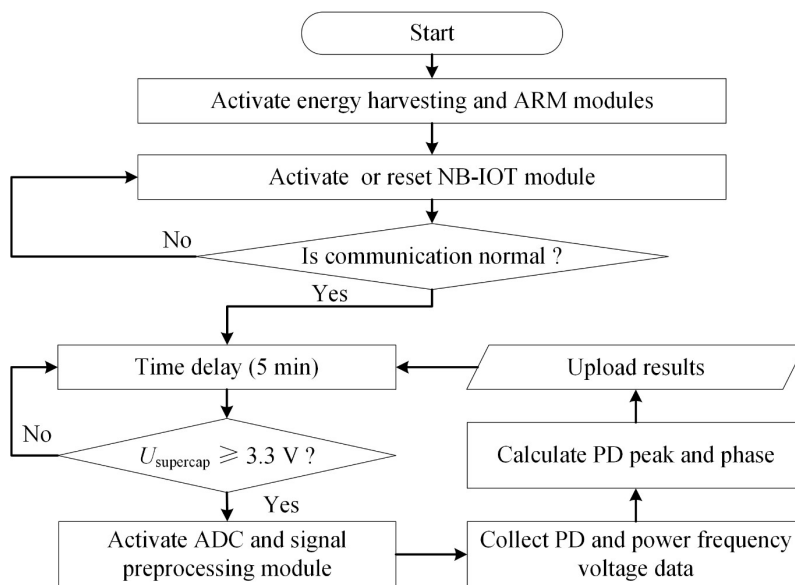 Start
Activate energy harvesting and ARM modules
Activate or reset NB-IOT module
No
Is communication normal ?
Yes
Time delay (5 min)
Upload results
No
U_supercap ⩾ 3.3 V ?
Calculate PD peak and phase
Yes
Activate ADC and signal
preprocessing module
Collect PD and power frequency
voltage data